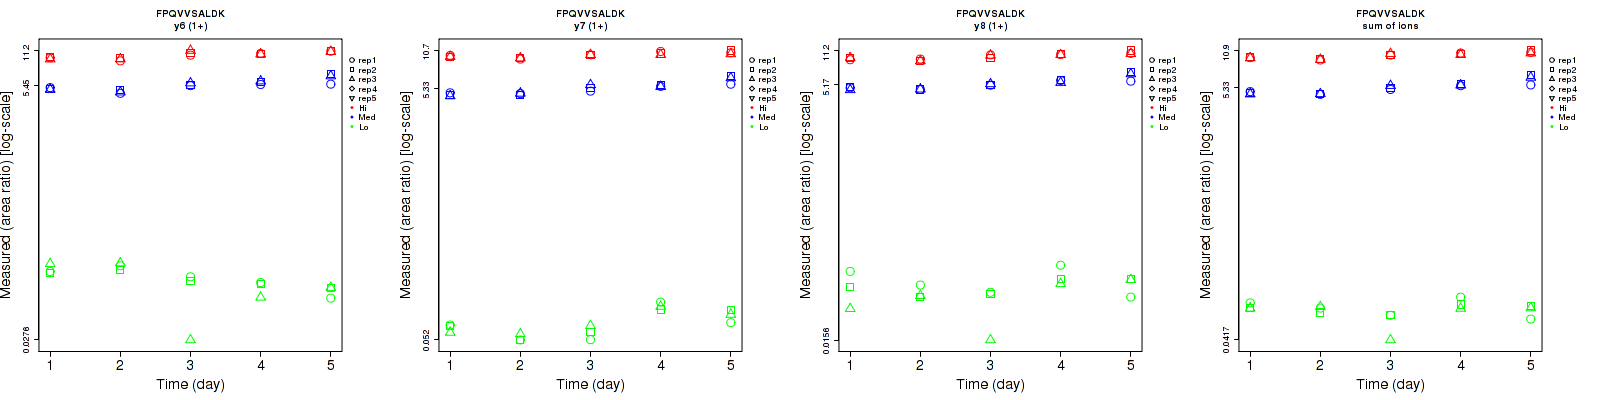 FPQVVSALDK
y6 (1+)
11.2
5.45
0.0276
Measured (area ratio) [log-scale]
1 2 3 4 5
Time (day)
rep1
rep2
rep3
rep4
rep5
Hi
Med
Lo
FPQVVSALDK
y7 (1+)
10.7
5.33
0.052
Measured (area ratio) [log-scale]
1 2 3 4 5
Time (day)
rep1
rep2
rep3
rep4
rep5
Hi
Med
Lo
FPQVVSALDK
y8 (1+)
11.2
5.17
0.0156
Measured (area ratio) [log-scale]
1 2 3 4 5
Time (day)
rep1
rep2
rep3
rep4
rep5
Hi
Med
Lo
FPQVVSALDK
sum of ions
10.9
5.33
0.0417
Measured (area ratio) [log-scale]
1 2 3 4 5
Time (day)
rep1
rep2
rep3
rep4
rep5
Hi
Med
Lo